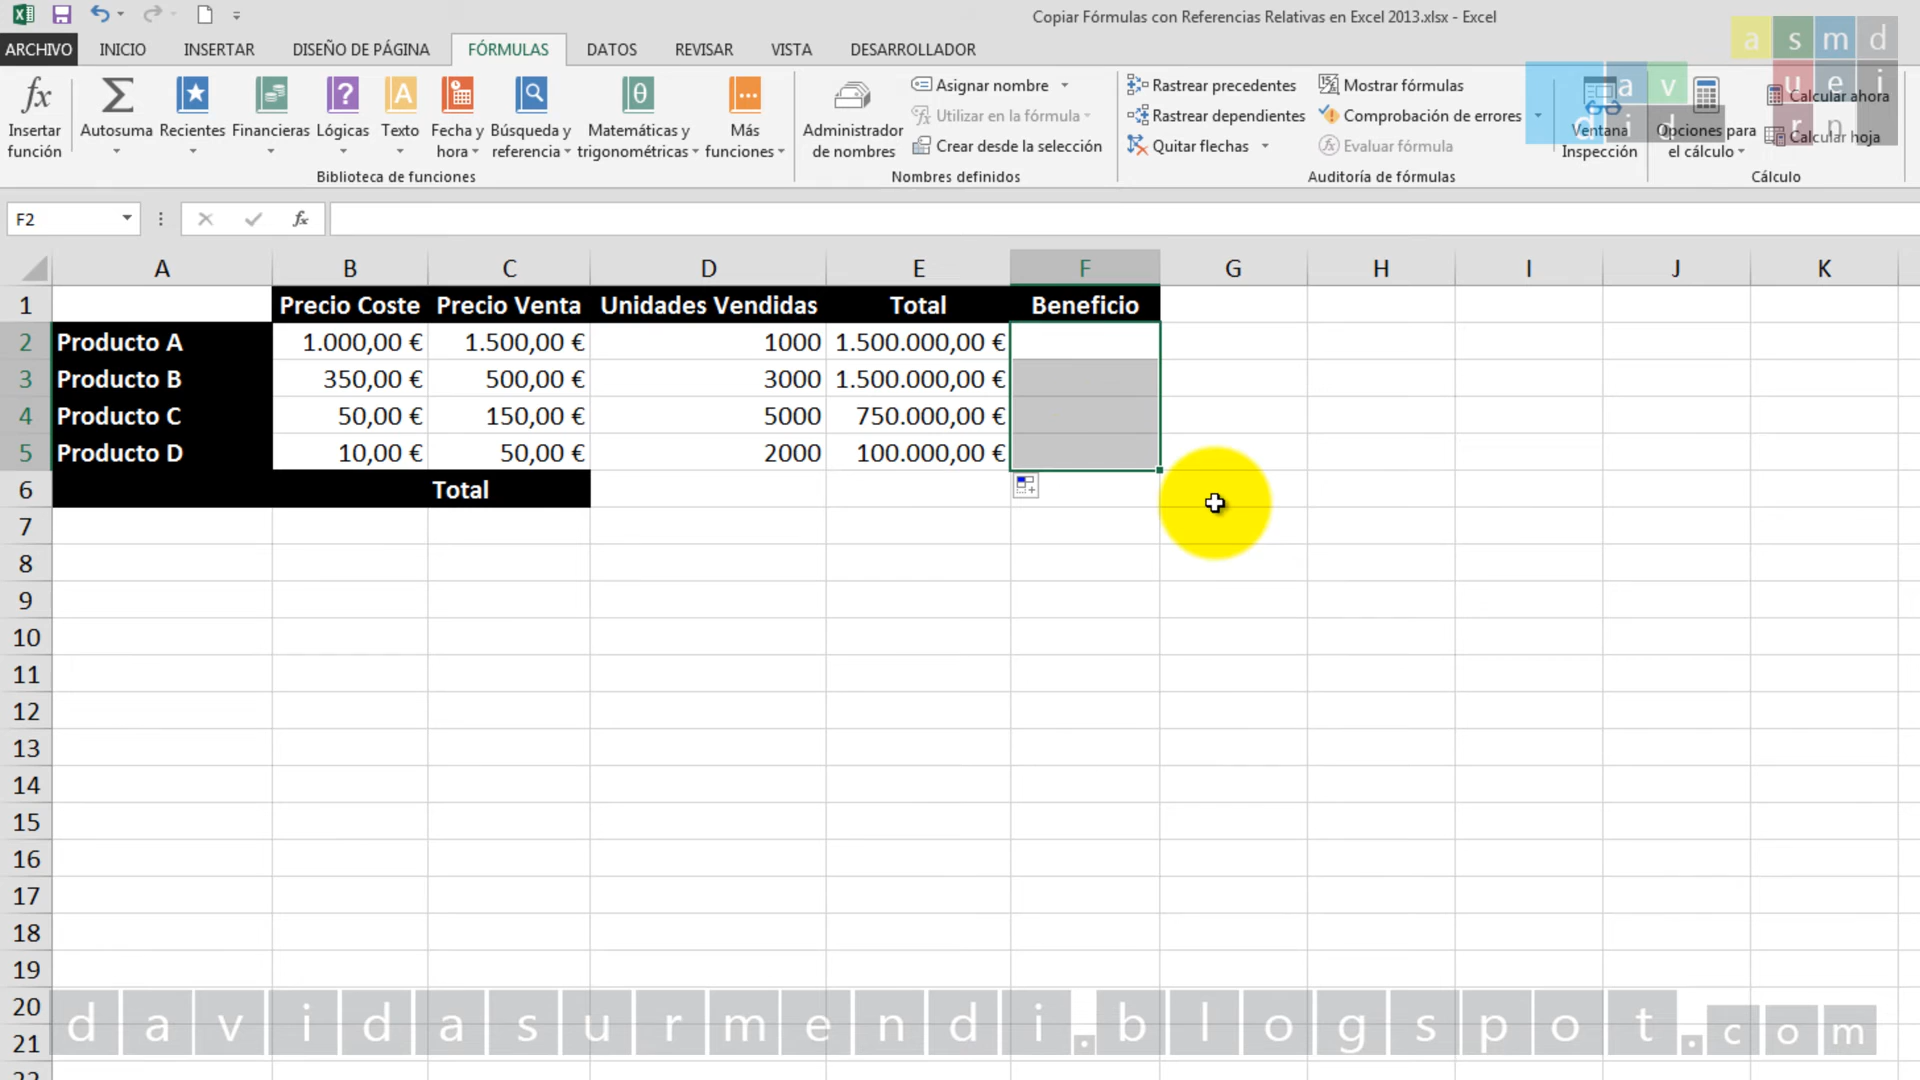 Copiar Fórmulas con Referencias Relativas en Excel 2013.xlsx - Excel
ARCHIVO INICIO INSERTAR DISEÑO DE PÁGINA FÓRMULAS DATOS REVISAR VISTA DESARROLLADOR
a s m d
a v u e i
d i d r n
fx Σ θ
Insertar función
Autosuma
Recientes
Financieras
Lógicas
Texto
Fecha y hora
Búsqueda y referencia
Matemáticas y trigonométricas
Más funciones
Biblioteca de funciones
Administrador de nombres
Asignar nombre
Utilizar en la fórmula
Crear desde la selección
Nombres definidos
Rastrear precedentes
Rastrear dependientes
Quitar flechas
Mostrar fórmulas
Comprobación de errores
Evaluar fórmula
Ventana Inspección
Auditoría de fórmulas
Opciones para el cálculo
Calcular ahora
Calcular hoja
Cálculo
F2 fx
A B C D E F G H I J K
1 Precio Coste Precio Venta Unidades Vendidas Total Beneficio
2 Producto A 1.000,00 € 1.500,00 € 1000 1.500.000,00 €
3 Producto B 350,00 € 500,00 € 3000 1.500.000,00 €
4 Producto C 50,00 € 150,00 € 5000 750.000,00 €
5 Producto D 10,00 € 50,00 € 2000 100.000,00 €
6 Total
7
8
9
10
11
12
13
14
15
16
17
18
19
20
davidasurmendi.blogspot.com
21
22